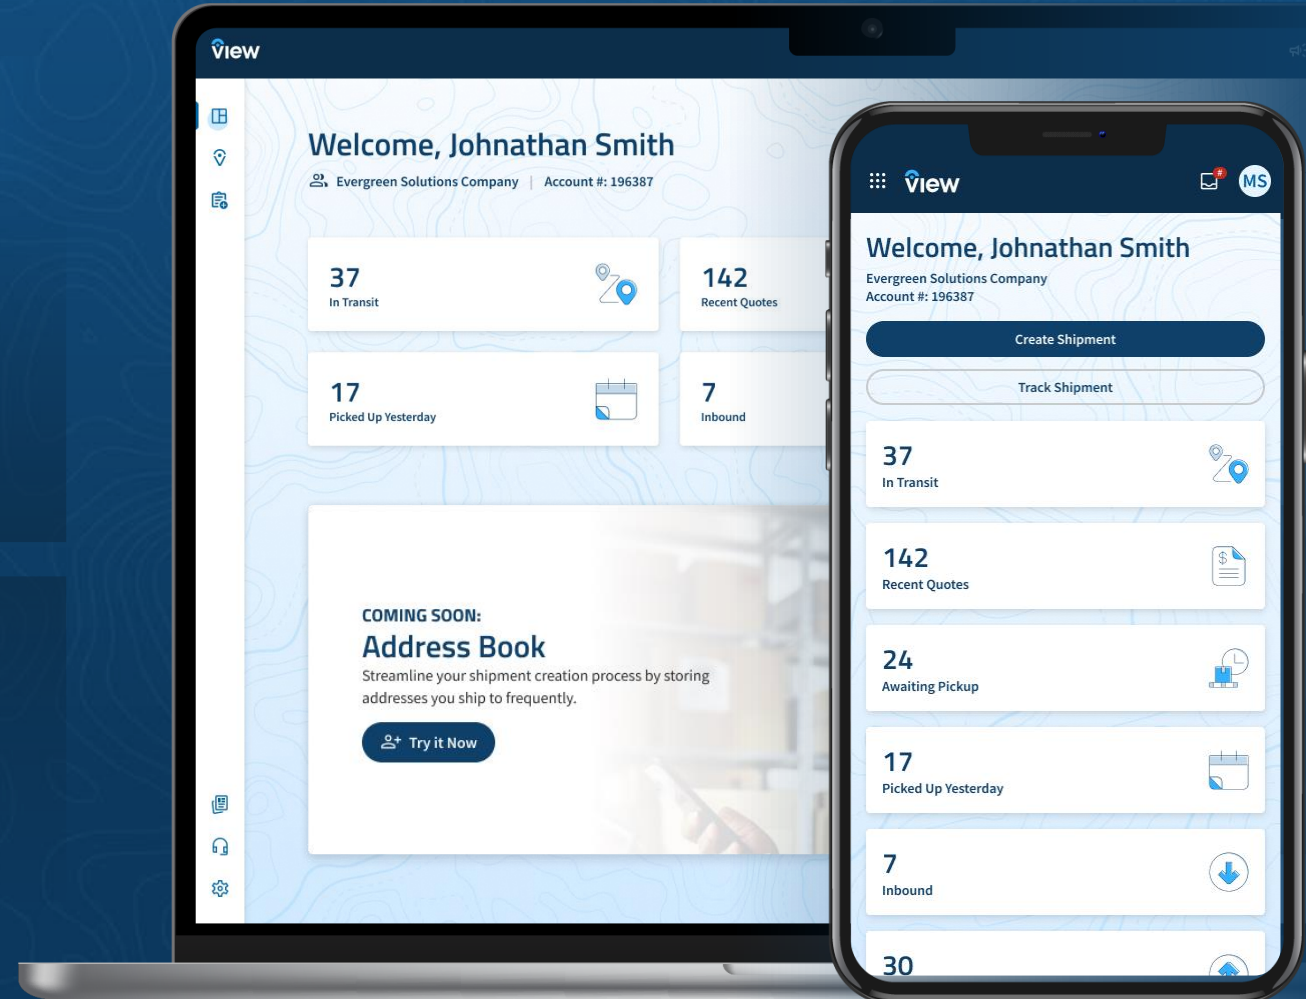 view
Welcome, Johnathan Smith
Evergreen Solutions Company | Account #: 196387
37
In Transit
142
Recent Quotes
17
Picked Up Yesterday
7
Inbound
COMING SOON:
Address Book
Streamline your shipment creation process by storing
addresses you ship to frequently.
Try it Now
view
#
MS
Welcome, Johnathan Smith
Evergreen Solutions Company
Account #: 196387
Create Shipment
Track Shipment
37
In Transit
142
Recent Quotes
$
24
Awaiting Pickup
17
Picked Up Yesterday
7
Inbound
30